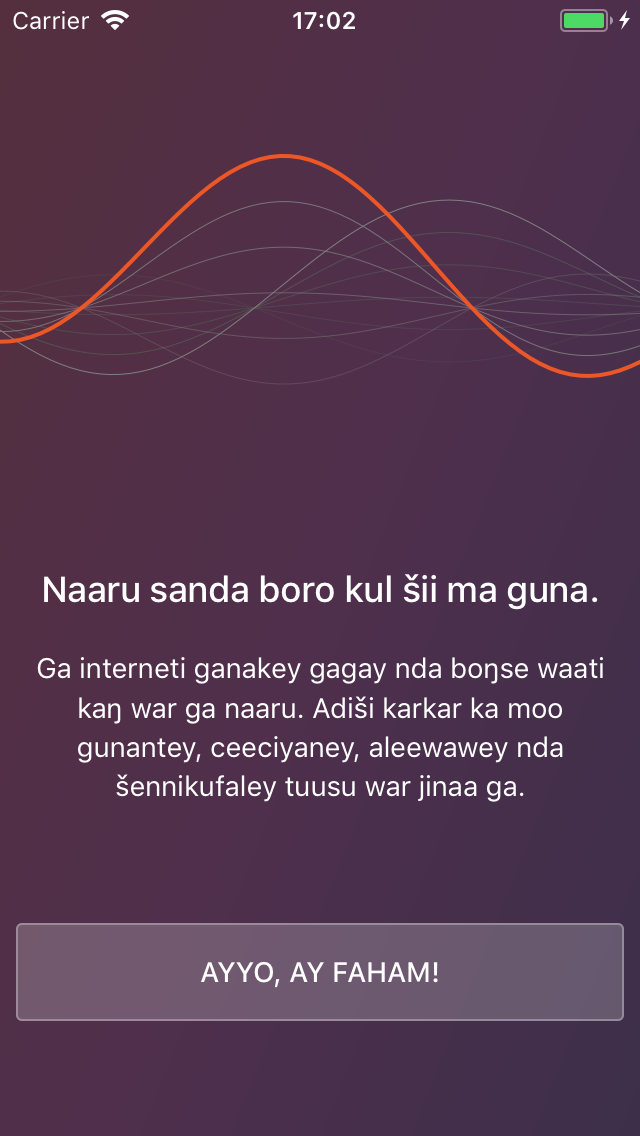 Carrier 17:02
Naaru sanda boro kul šii ma guna.
Ga interneti ganakey gagay nda boŋse waati
kaŋ war ga naaru. Adiši karkar ka moo
gunantey, ceeciyaney, aleewawey nda
šennikufaley tuusu war jinaa ga.
AYYO, AY FAHAM!